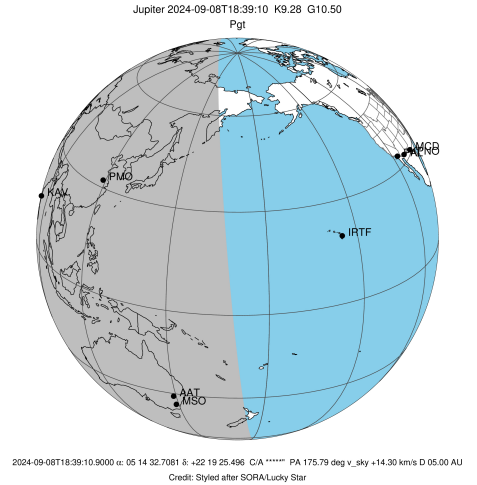 Jupiter 2024-09-08T18:39:10 K9.28 G10.50
Pgt
MCD
APNO
PMO
KAV
IRTF
AAT
MSO
2024-09-08T18:39:10.9000 α: 05 14 32.7081 δ: +22 19 25.496 C/A *****" PA 175.79 deg v_sky +14.30 km/s D 05.00 AU
Credit: Styled after SORA/Lucky Star